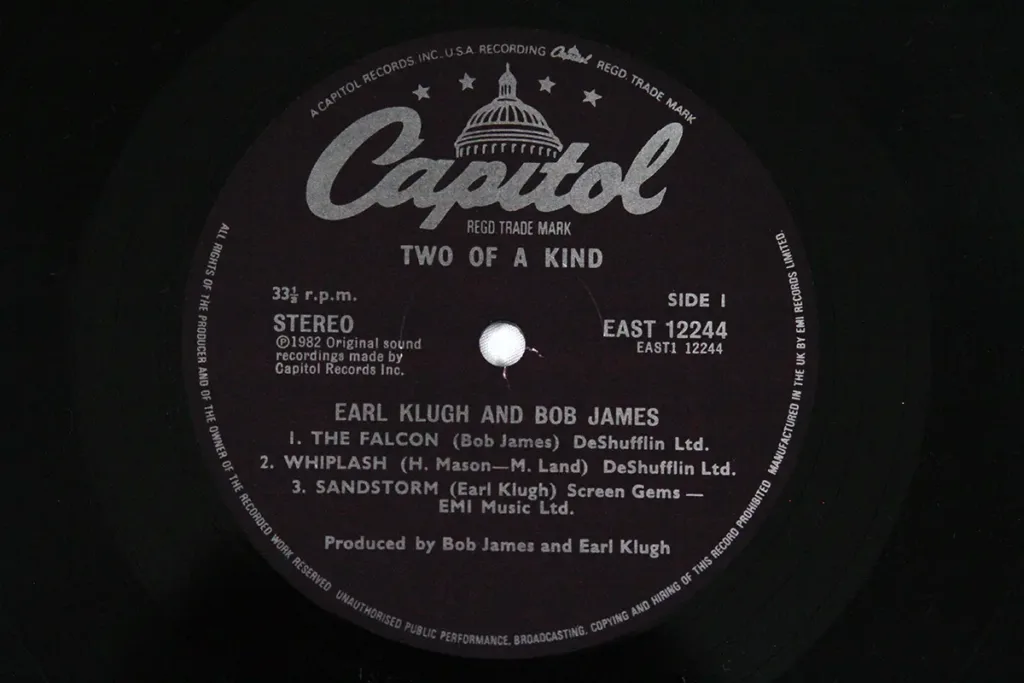 A CAPITOL RECORDS INC. U.S.A. RECORDING Capitol REGD. TRADE MARK
Capitol
REGD TRADE MARK
TWO OF A KIND
33⅓ r.p.m.
SIDE 1
STEREO
EAST 12244
℗1982 Original sound
EAST1 12244
recordings made by
Capitol Records Inc.
EARL KLUGH AND BOB JAMES
1. THE FALCON (Bob James) DeShufflin Ltd.
2. WHIPLASH (H. Mason—M. Land) DeShufflin Ltd.
3. SANDSTORM (Earl Klugh) Screen Gems —
EMI Music Ltd.
Produced by Bob James and Earl Klugh
ALL RIGHTS OF THE PRODUCER AND OF THE OWNER OF THE RECORDED WORK RESERVED UNAUTHORISED PUBLIC PERFORMANCE, BROADCASTING, COPYING AND HIRING OF THIS RECORD PROHIBITED MANUFACTURED IN THE UK BY EMI RECORDS LIMITED.